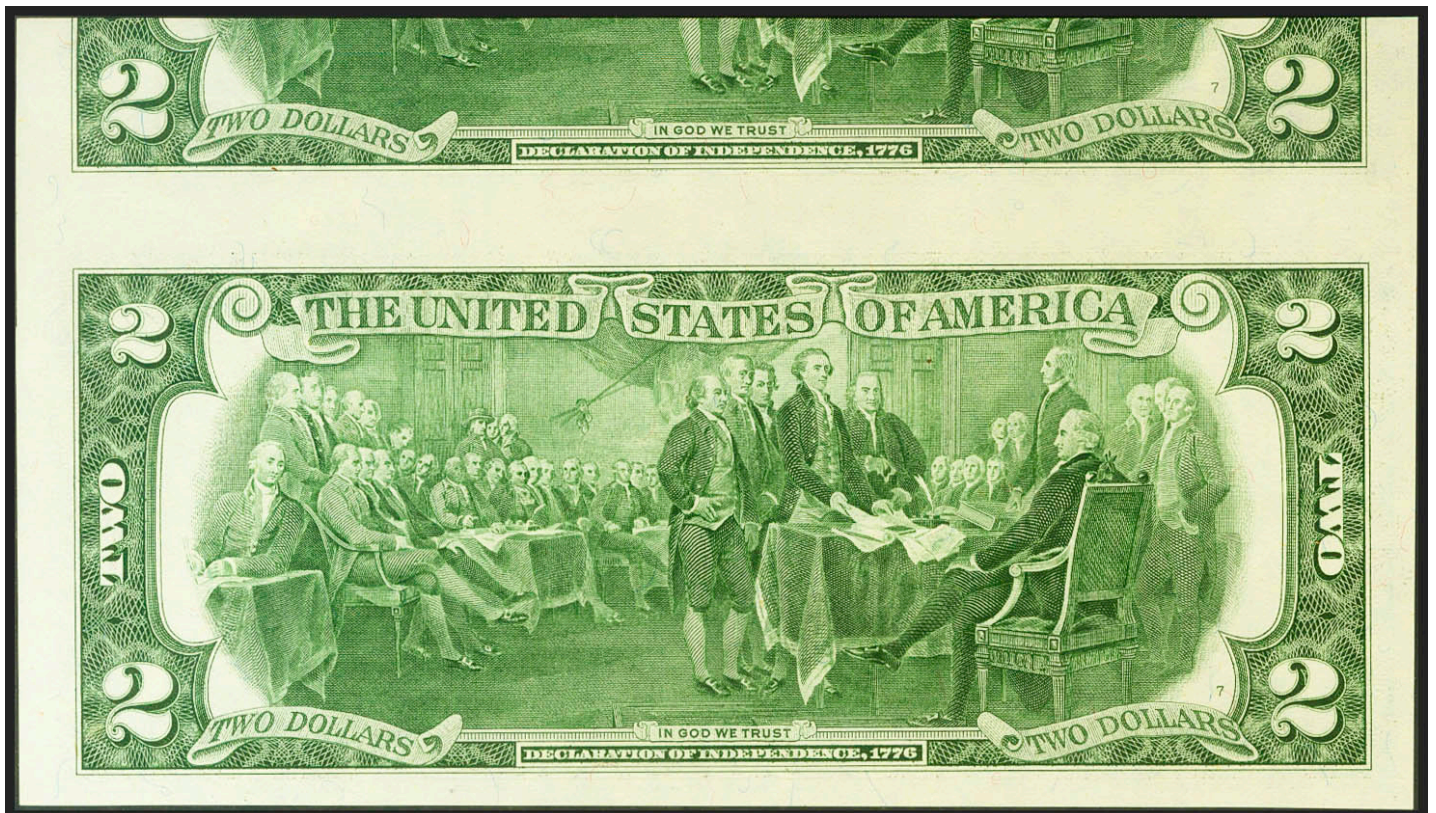 2 2
7
TWO DOLLARS IN GOD WE TRUST TWO DOLLARS
DECLARATION OF INDEPENDENCE, 1776
THE UNITED STATES OF AMERICA
2 2
TWO TWO
7
2 2
TWO DOLLARS IN GOD WE TRUST TWO DOLLARS
DECLARATION OF INDEPENDENCE, 1776